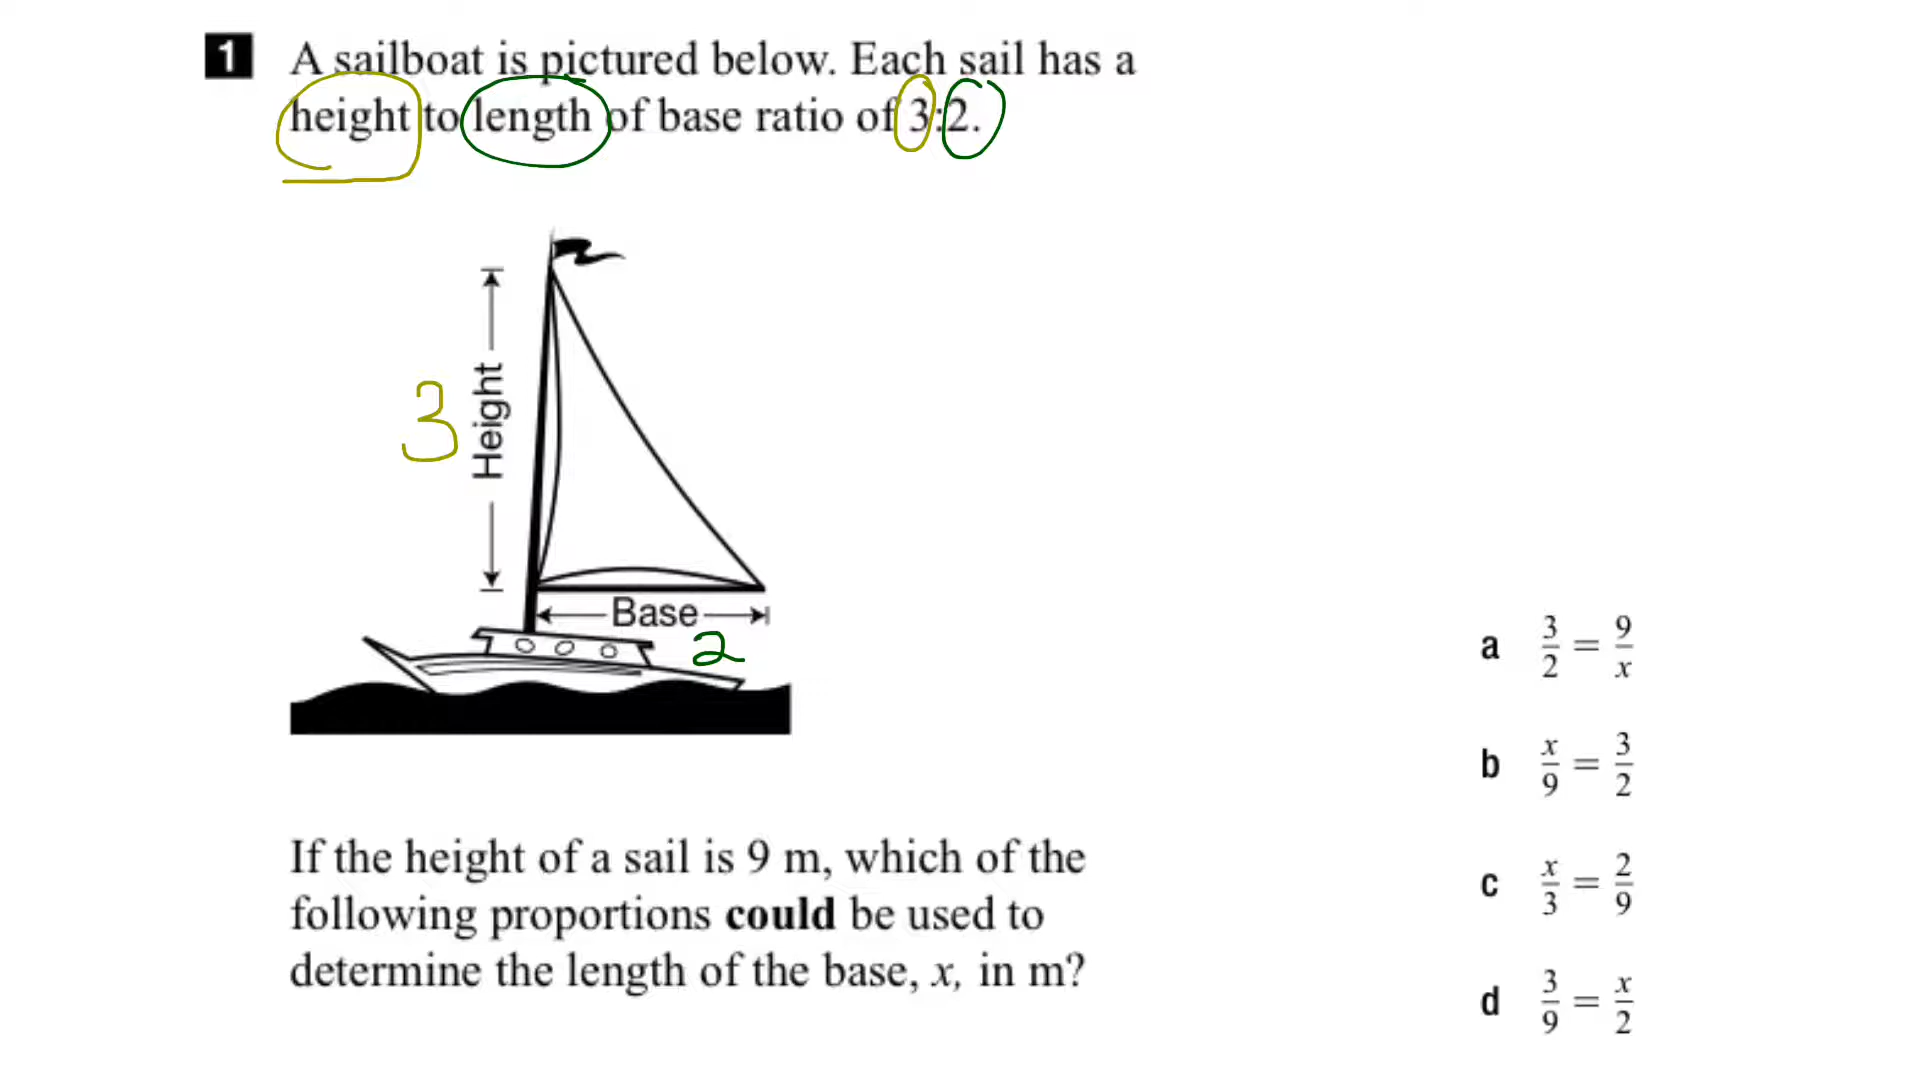 1 A sailboat is pictured below. Each sail has a
height to length of base ratio of 3:2.
3
Height
Base
2
If the height of a sail is 9 m, which of the
following proportions could be used to
determine the length of the base, x, in m?
a 3/2 = 9/x
b x/9 = 3/2
c x/3 = 2/9
d 3/9 = x/2